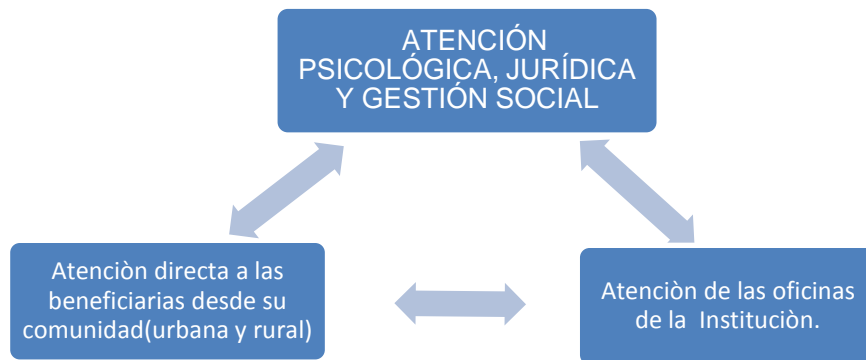 ATENCIÓN
PSICOLÓGICA, JURÍDICA
Y GESTIÓN SOCIAL
Atenciòn directa a las
beneficiarias desde su
comunidad(urbana y rural)
Atenciòn de las oficinas
de la Instituciòn.